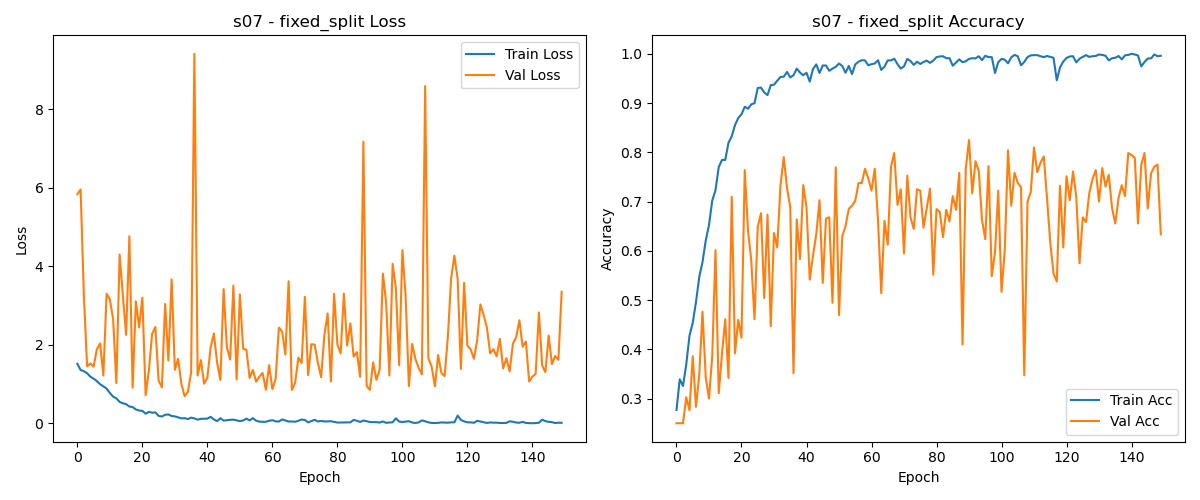 s07 - fixed_split Loss
Train Loss
Val Loss
8
6
4
2
0
Loss
0 20 40 60 80 100 120 140
Epoch
s07 - fixed_split Accuracy
1.0
0.9
0.8
0.7
0.6
0.5
0.4
0.3
Accuracy
Train Acc
Val Acc
0 20 40 60 80 100 120 140
Epoch